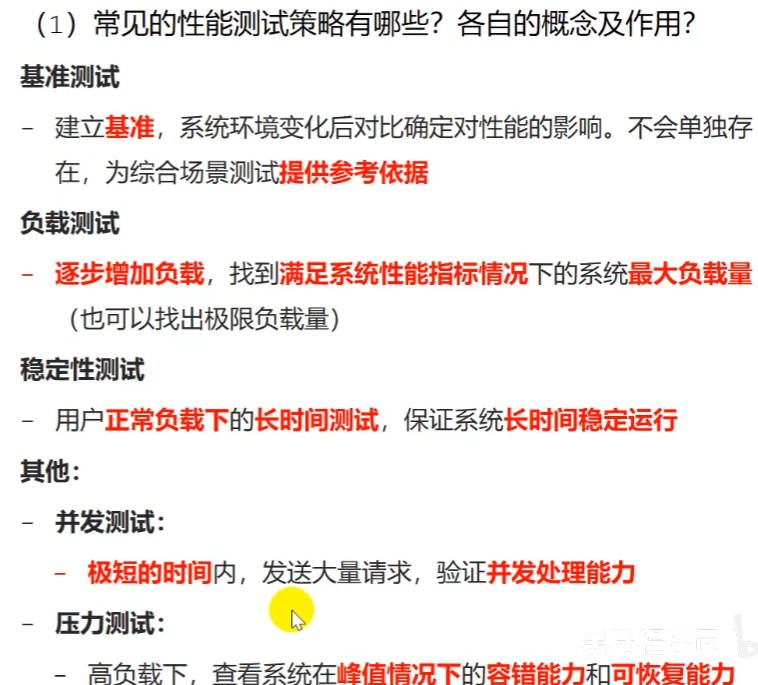 （1）常见的性能测试策略有哪些？各自的概念及作用？
基准测试
– 建立基准，系统环境变化后对比确定对性能的影响。不会单独存
在，为综合场景测试提供参考依据
负载测试
– 逐步增加负载，找到满足系统性能指标情况下的系统最大负载量
（也可以找出极限负载量）
稳定性测试
– 用户正常负载下的长时间测试，保证系统长时间稳定运行
其他：
– 并发测试：
– 极短的时间内，发送大量请求，验证并发处理能力
– 压力测试：
– 高负载下，查看系统在峰值情况下的容错能力和可恢复能力